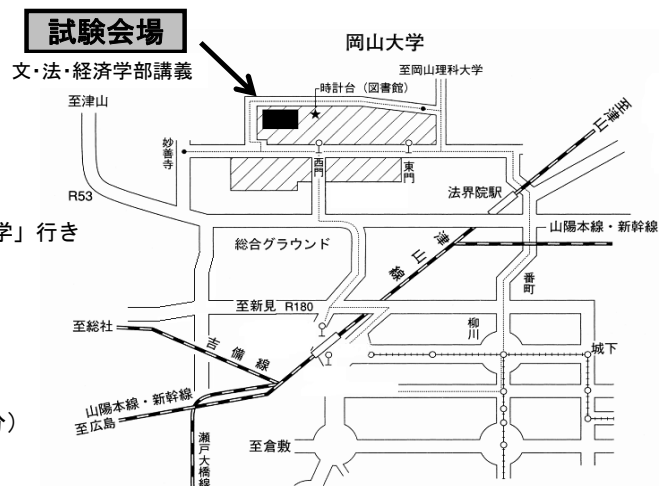 試験会場
岡山大学
文・法・経済学部講義
至岡山理科大学
時計台（図書館）
至津山
至津山
妙善寺
西門
東門
法界院駅
R53
学」行き
総合グラウンド
津山線
山陽本線・新幹線
番町
至新見 R180
至総社
吉備線
柳川
城下
山陽本線・新幹線
至広島
分）
瀬戸大橋線
至倉敷